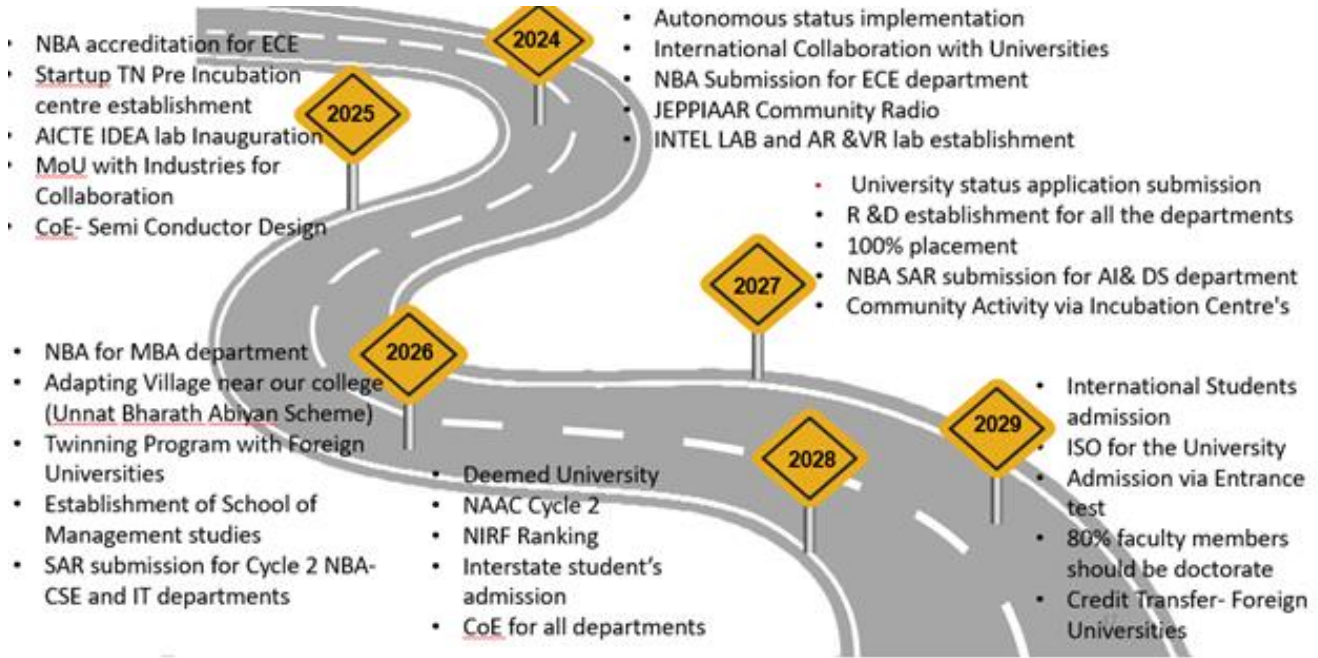 2024
• Autonomous status implementation
• International Collaboration with Universities
• NBA Submission for ECE department
• JEPPIAAR Community Radio
• INTEL LAB and AR &VR lab establishment
2025
• NBA accreditation for ECE
• Startup TN Pre Incubation
centre establishment
• AICTE IDEA lab Inauguration
• MoU with Industries for
Collaboration
• CoE- Semi Conductor Design
2026
• NBA for MBA department
• Adapting Village near our college
(Unnat Bharath Abiyan Scheme)
• Twinning Program with Foreign
Universities
• Establishment of School of
Management studies
• SAR submission for Cycle 2 NBA-
CSE and IT departments
2027
• University status application submission
• R &D establishment for all the departments
• 100% placement
• NBA SAR submission for AI& DS department
• Community Activity via Incubation Centre's
2028
• Deemed University
• NAAC Cycle 2
• NIRF Ranking
• Interstate student's
admission
• CoE for all departments
2029
• International Students
admission
• ISO for the University
• Admission via Entrance
test
• 80% faculty members
should be doctorate
• Credit Transfer- Foreign
Universities